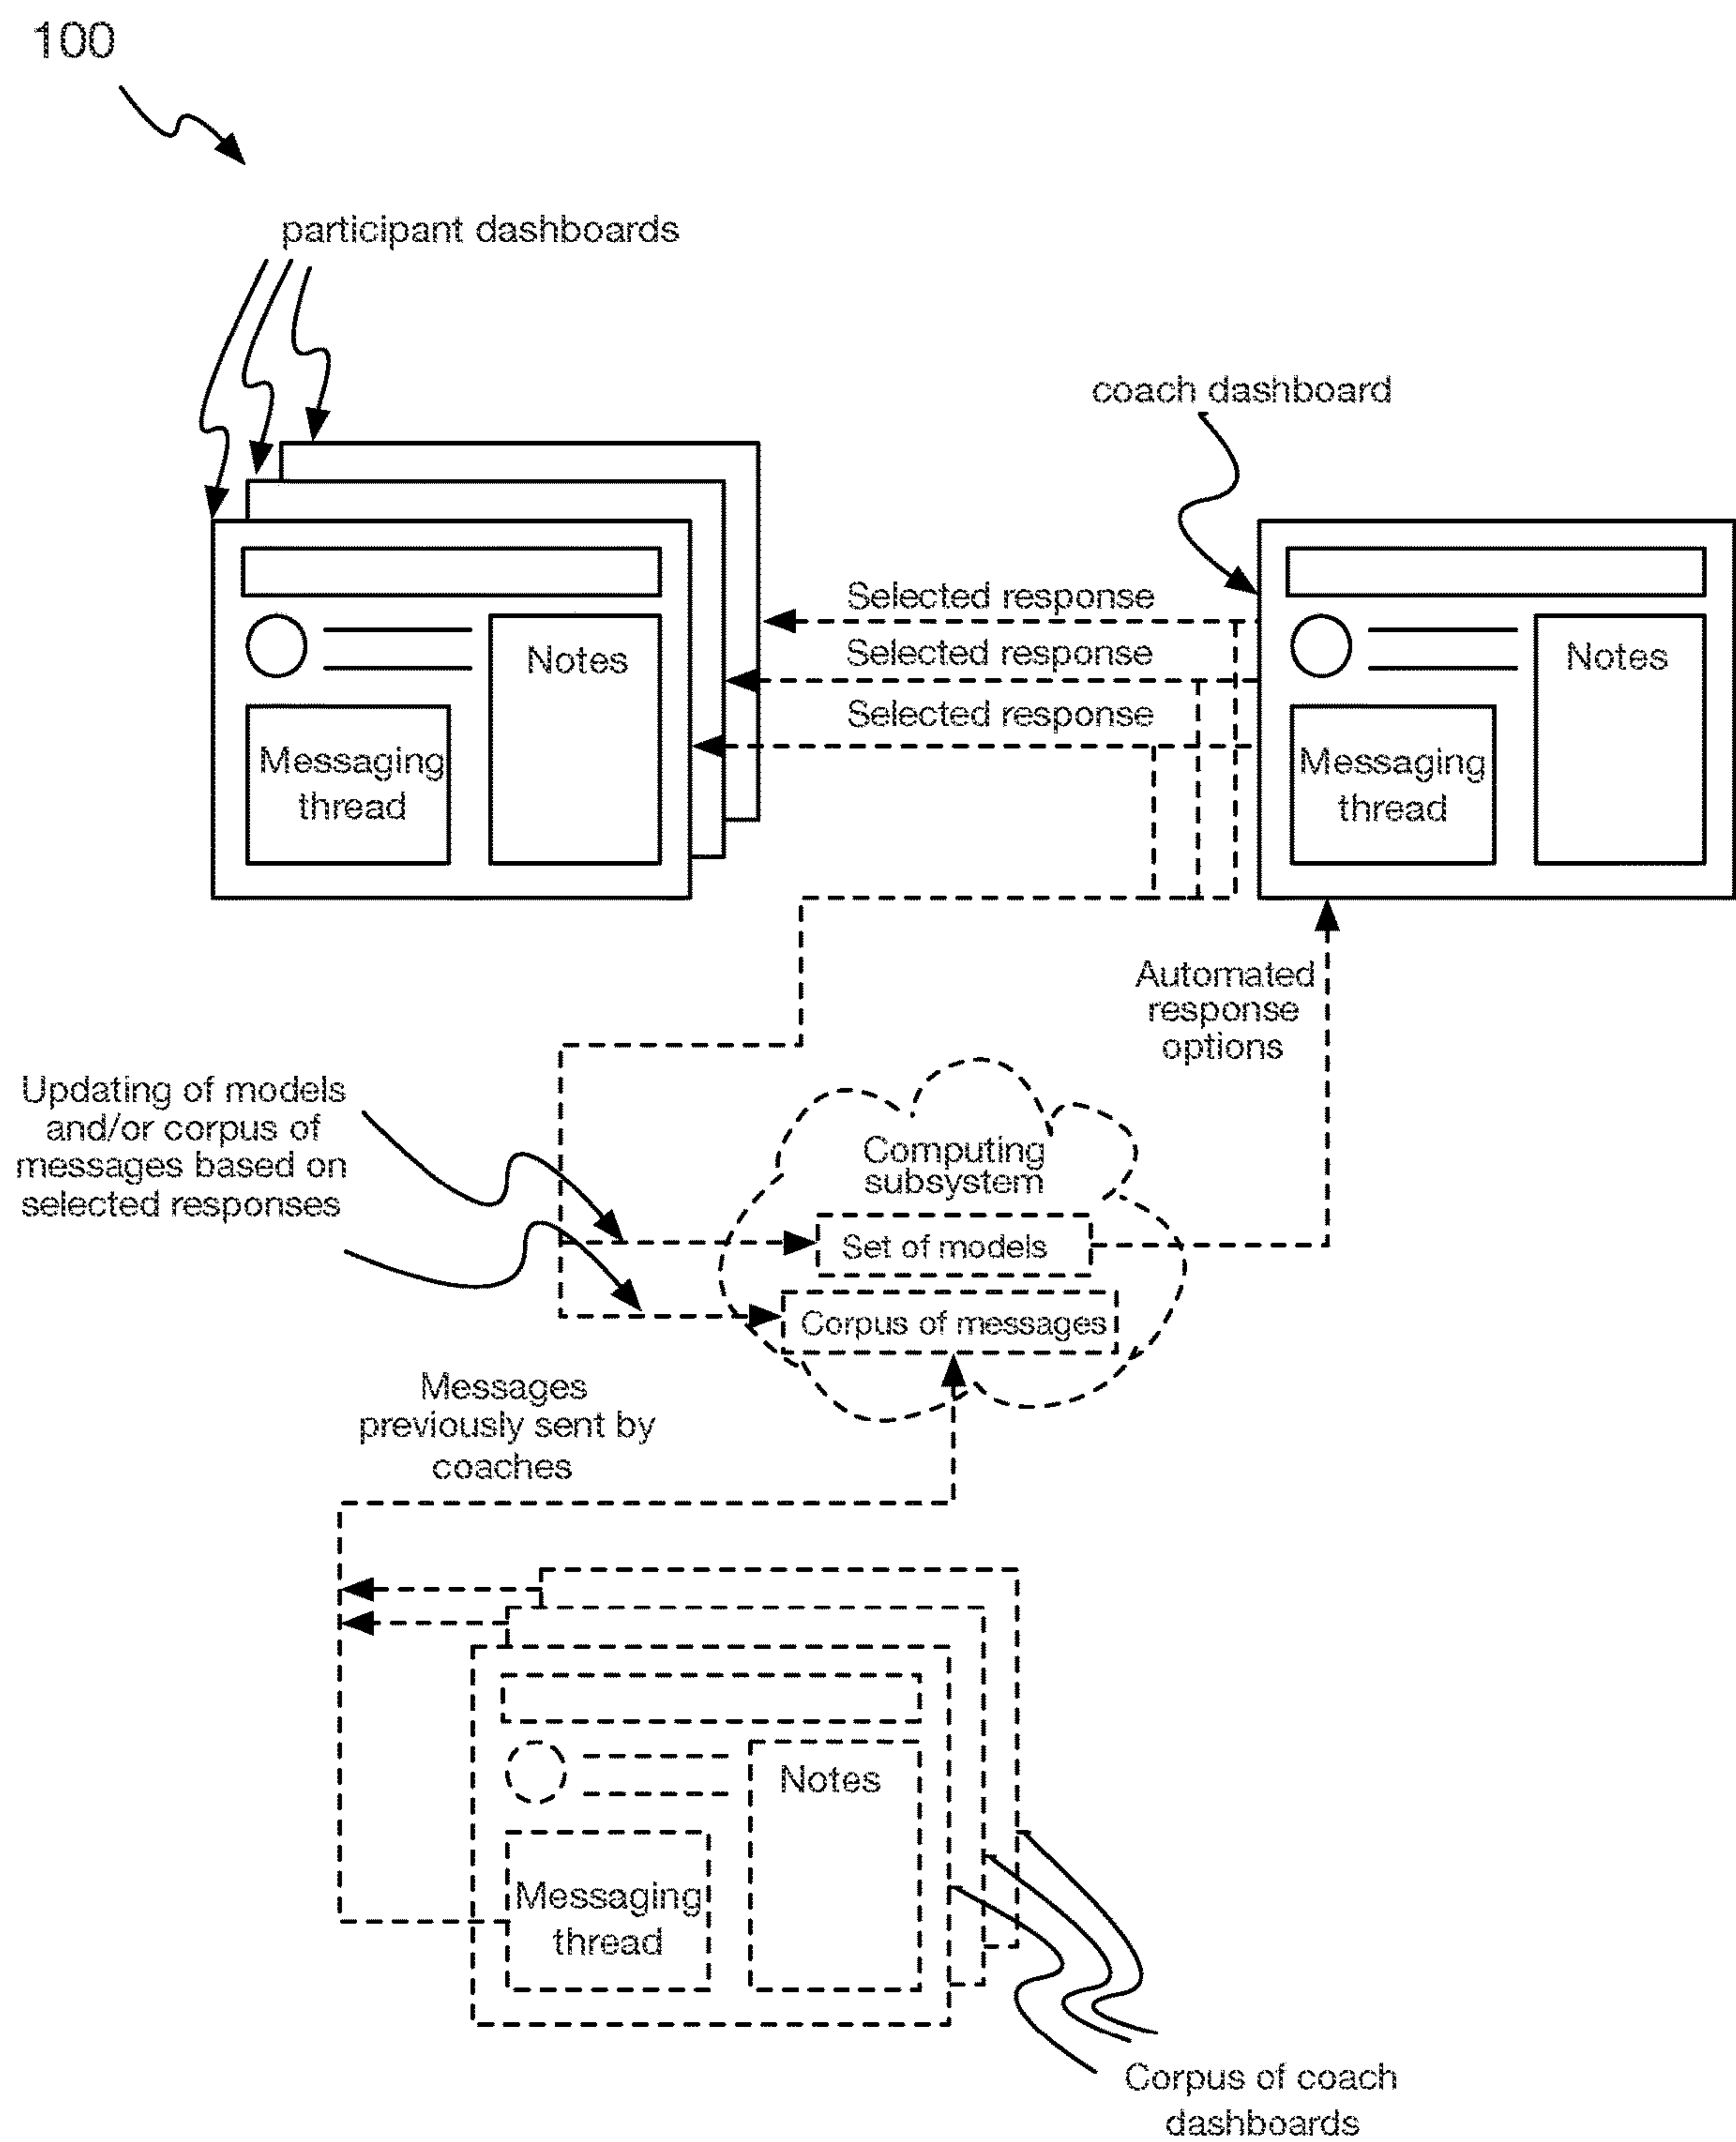 100
participant dashboards
coach dashboard
Selected response
Selected response
Selected response
Notes
Messaging
thread
Notes
Messaging
thread
Automated
response
options
Updating of models
and/or corpus of
messages based on
selected responses
Computing
subsystem
Set of models
Corpus of messages
Messages
previously sent by
coaches
Notes
Messaging
thread
Corpus of coach
dashboards